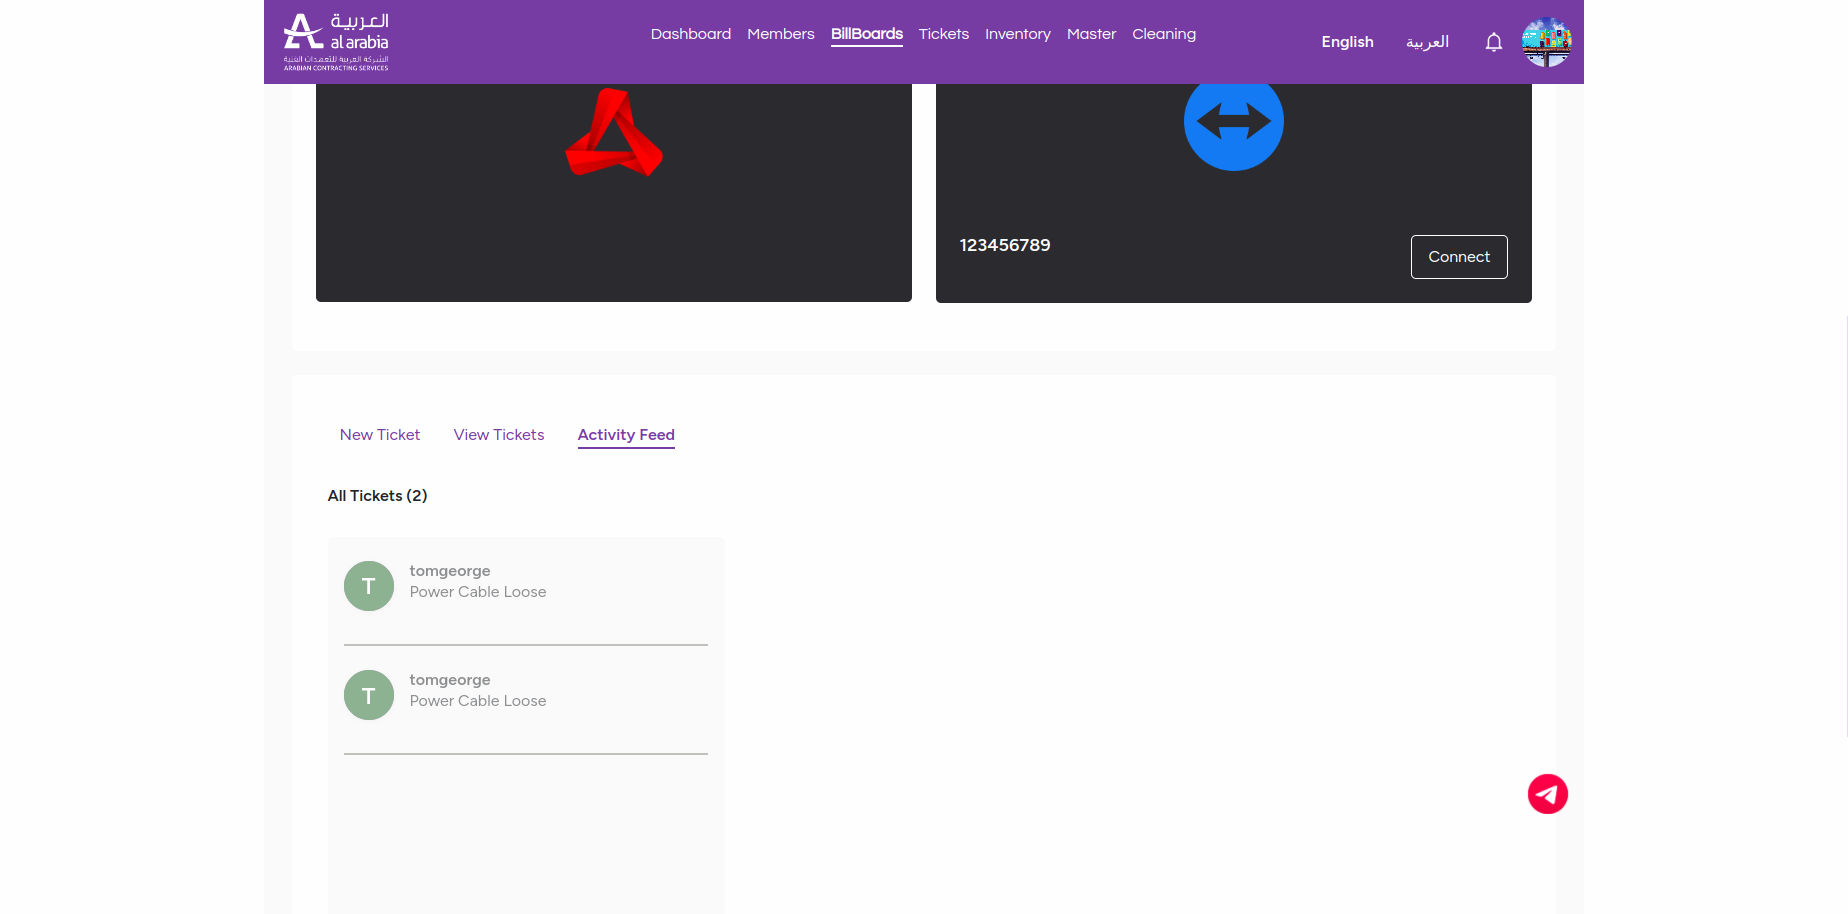 العربية
al arabia
الشركة العربية للتعهدات الفنية
ARABIAN CONTRACTING SERVICES
Dashboard Members BillBoards Tickets Inventory Master Cleaning
English العربية
123456789
Connect
New Ticket View Tickets Activity Feed
All Tickets (2)
T
tomgeorge
Power Cable Loose
T
tomgeorge
Power Cable Loose